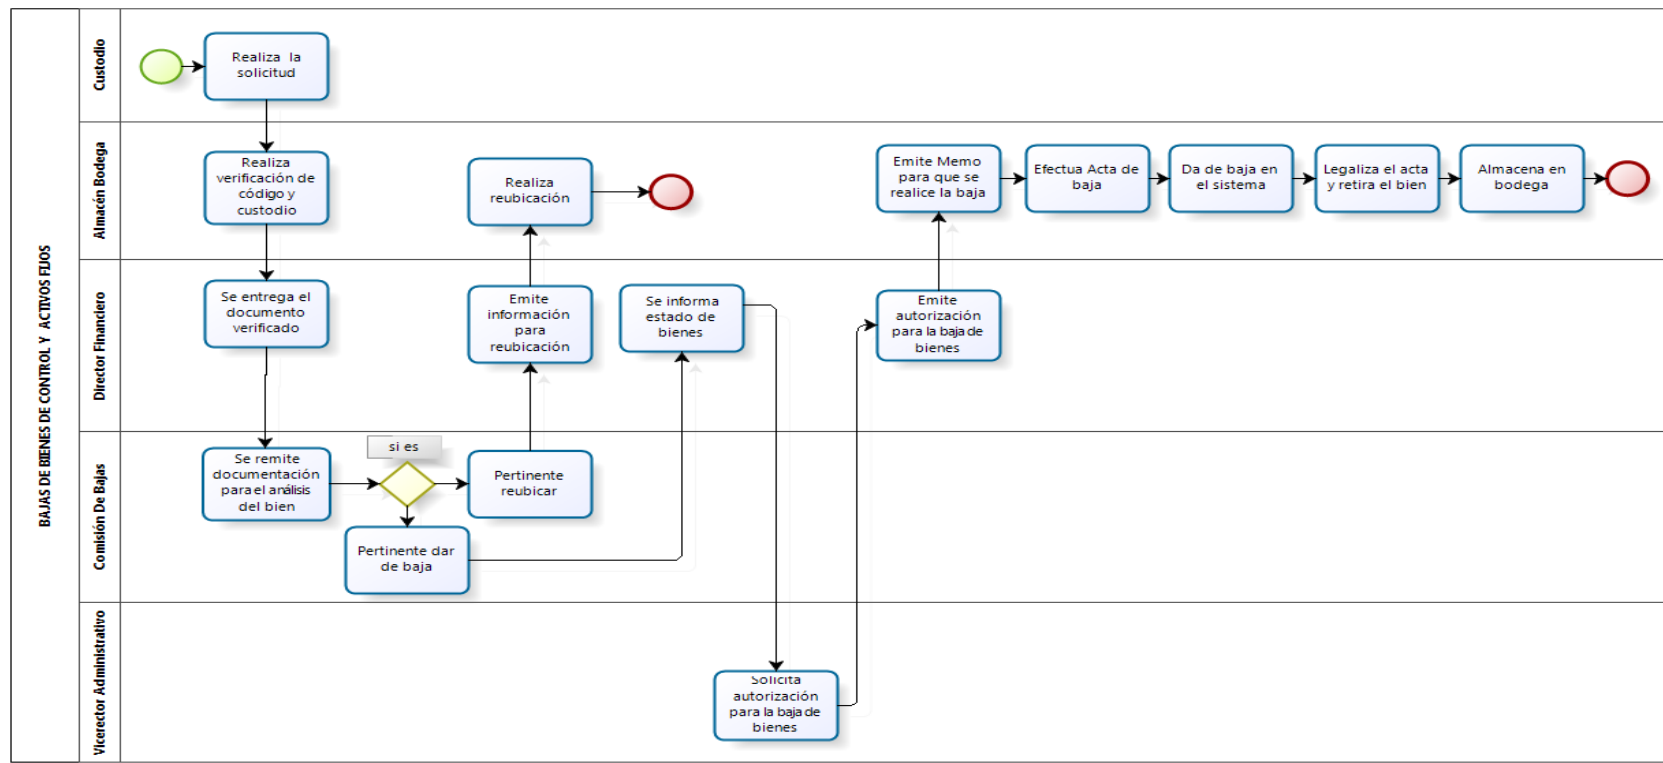 BAJAS DE BIENES DE CONTROL Y ACTIVOS FIJOS
Custodio
Realiza la
solicitud
Almacén Bodega
Realiza
verificación de
código y
custodio
Realiza
reubicación
Emite Memo
para que se
realice la baja
Efectua Acta de
baja
Da de baja en
el sistema
Legaliza el acta
y retira el bien
Almacena en
bodega
Director Financiero
Se entrega el
documento
verificado
Emite
información
para
reubicación
Se informa
estado de
bienes
Emite
autorización
para la baja de
bienes
Comisión De Bajas
Se remite
documentación
para el análisis
del bien
si es
Pertinente
reubicar
Pertinente dar
de baja
Vicerector Administrativo
Solicita
autorización
para la baja de
bienes